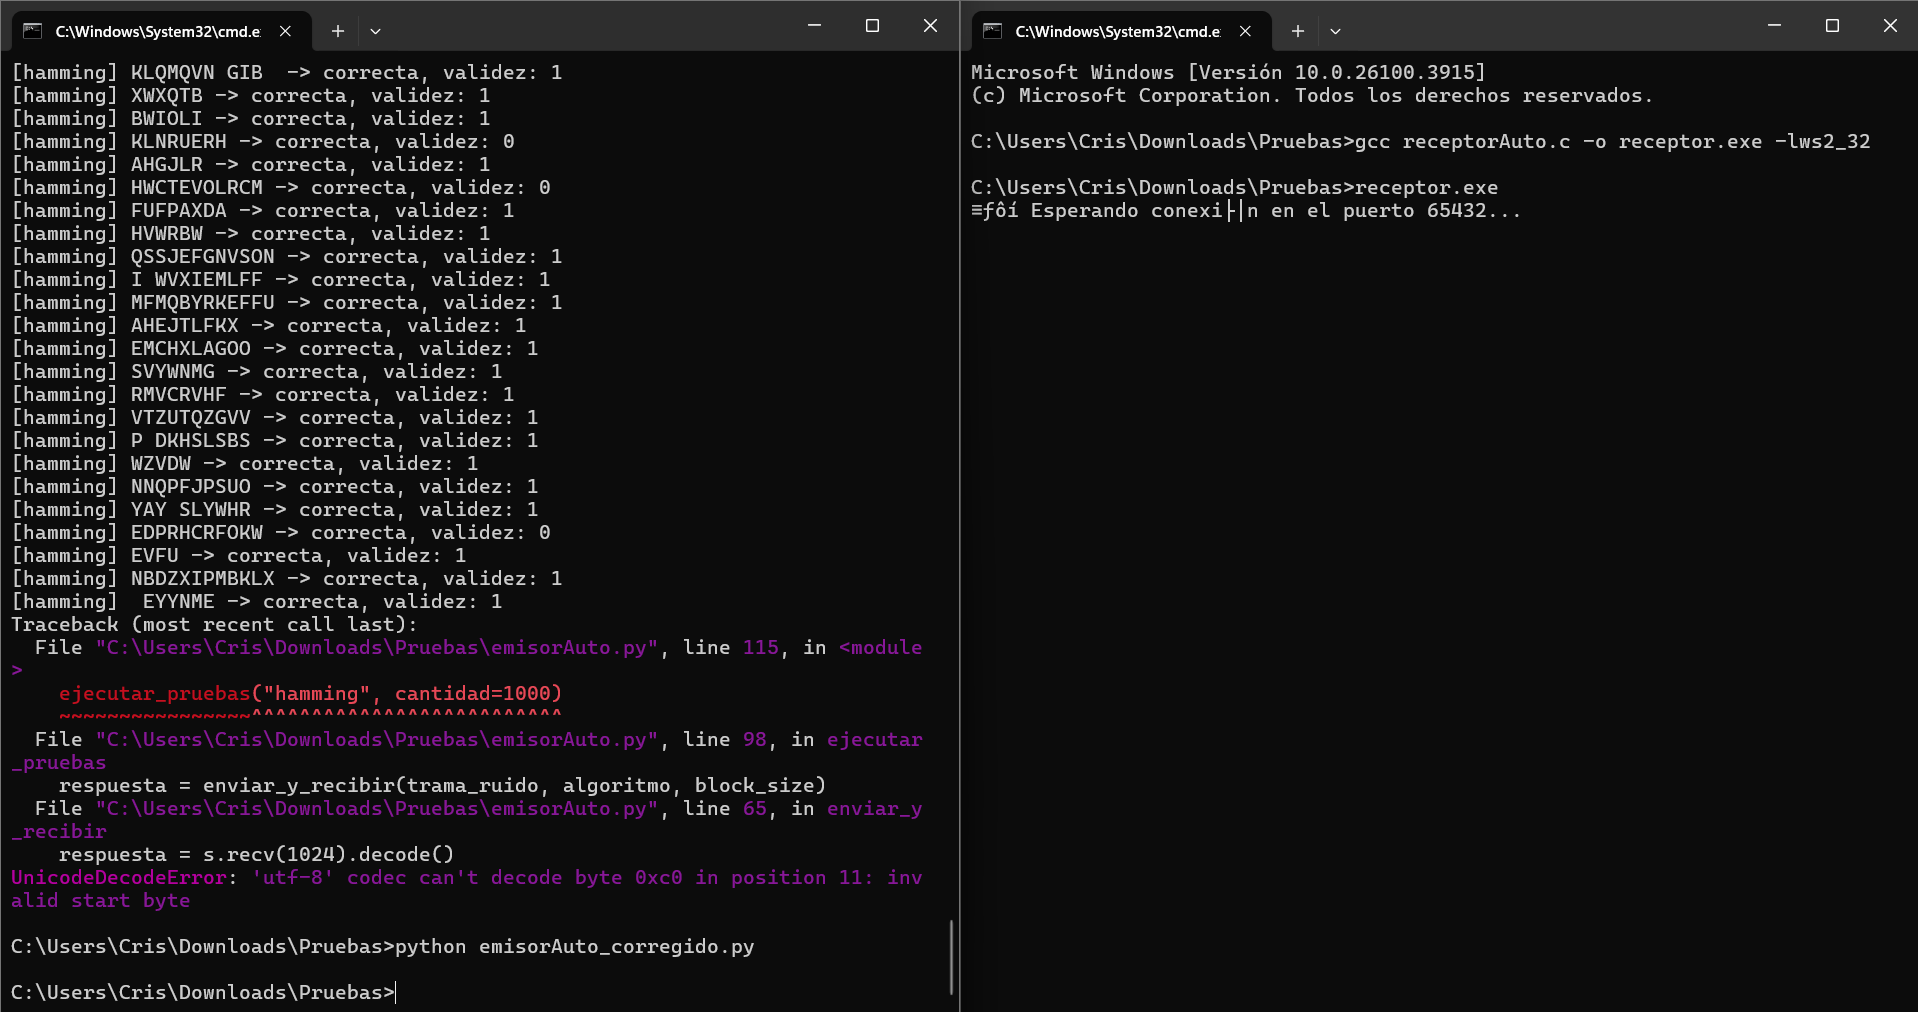 C:\Windows\System32\cmd.e
[hamming] KLQMQVN GIB  -> correcta, validez: 1
[hamming] XWXQTB -> correcta, validez: 1
[hamming] BWIOLI -> correcta, validez: 1
[hamming] KLNRUERH -> correcta, validez: 0
[hamming] AHGJLR -> correcta, validez: 1
[hamming] HWCTEVOLRCM -> correcta, validez: 0
[hamming] FUFPAXDA -> correcta, validez: 1
[hamming] HVWRBW -> correcta, validez: 1
[hamming] QSSJEFGNVSON -> correcta, validez: 1
[hamming] I WVXIEMLFF -> correcta, validez: 1
[hamming] MFMQBYRKEFFU -> correcta, validez: 1
[hamming] AHEJTLFKX -> correcta, validez: 1
[hamming] EMCHXLAGOO -> correcta, validez: 1
[hamming] SVYWNMG -> correcta, validez: 1
[hamming] RMVCRVHF -> correcta, validez: 1
[hamming] VTZUTQZGVV -> correcta, validez: 1
[hamming] P DKHSLSBS -> correcta, validez: 1
[hamming] WZVDW -> correcta, validez: 1
[hamming] NNQPFJPSUO -> correcta, validez: 1
[hamming] YAY SLYWHR -> correcta, validez: 1
[hamming] EDPRHCRFOKW -> correcta, validez: 0
[hamming] EVFU -> correcta, validez: 1
[hamming] NBDZXIPMBKLX -> correcta, validez: 1
[hamming]  EYYNME -> correcta, validez: 1
Traceback (most recent call last):
  File "C:\Users\Cris\Downloads\Pruebas\emisorAuto.py", line 115, in <module
>
    ejecutar_pruebas("hamming", cantidad=1000)
    ~~~~~~~~~~~~~~~~^^^^^^^^^^^^^^^^^^^^^^^^^^
  File "C:\Users\Cris\Downloads\Pruebas\emisorAuto.py", line 98, in ejecutar
_pruebas
    respuesta = enviar_y_recibir(trama_ruido, algoritmo, block_size)
  File "C:\Users\Cris\Downloads\Pruebas\emisorAuto.py", line 65, in enviar_y
_recibir
    respuesta = s.recv(1024).decode()
UnicodeDecodeError: 'utf-8' codec can't decode byte 0xc0 in position 11: inv
alid start byte
C:\Users\Cris\Downloads\Pruebas>python emisorAuto_corregido.py
C:\Users\Cris\Downloads\Pruebas>
C:\Windows\System32\cmd.e
Microsoft Windows [Versión 10.0.26100.3915]
(c) Microsoft Corporation. Todos los derechos reservados.
C:\Users\Cris\Downloads\Pruebas>gcc receptorAuto.c -o receptor.exe -lws2_32
C:\Users\Cris\Downloads\Pruebas>receptor.exe
≡ƒôí Esperando conexi├│n en el puerto 65432...